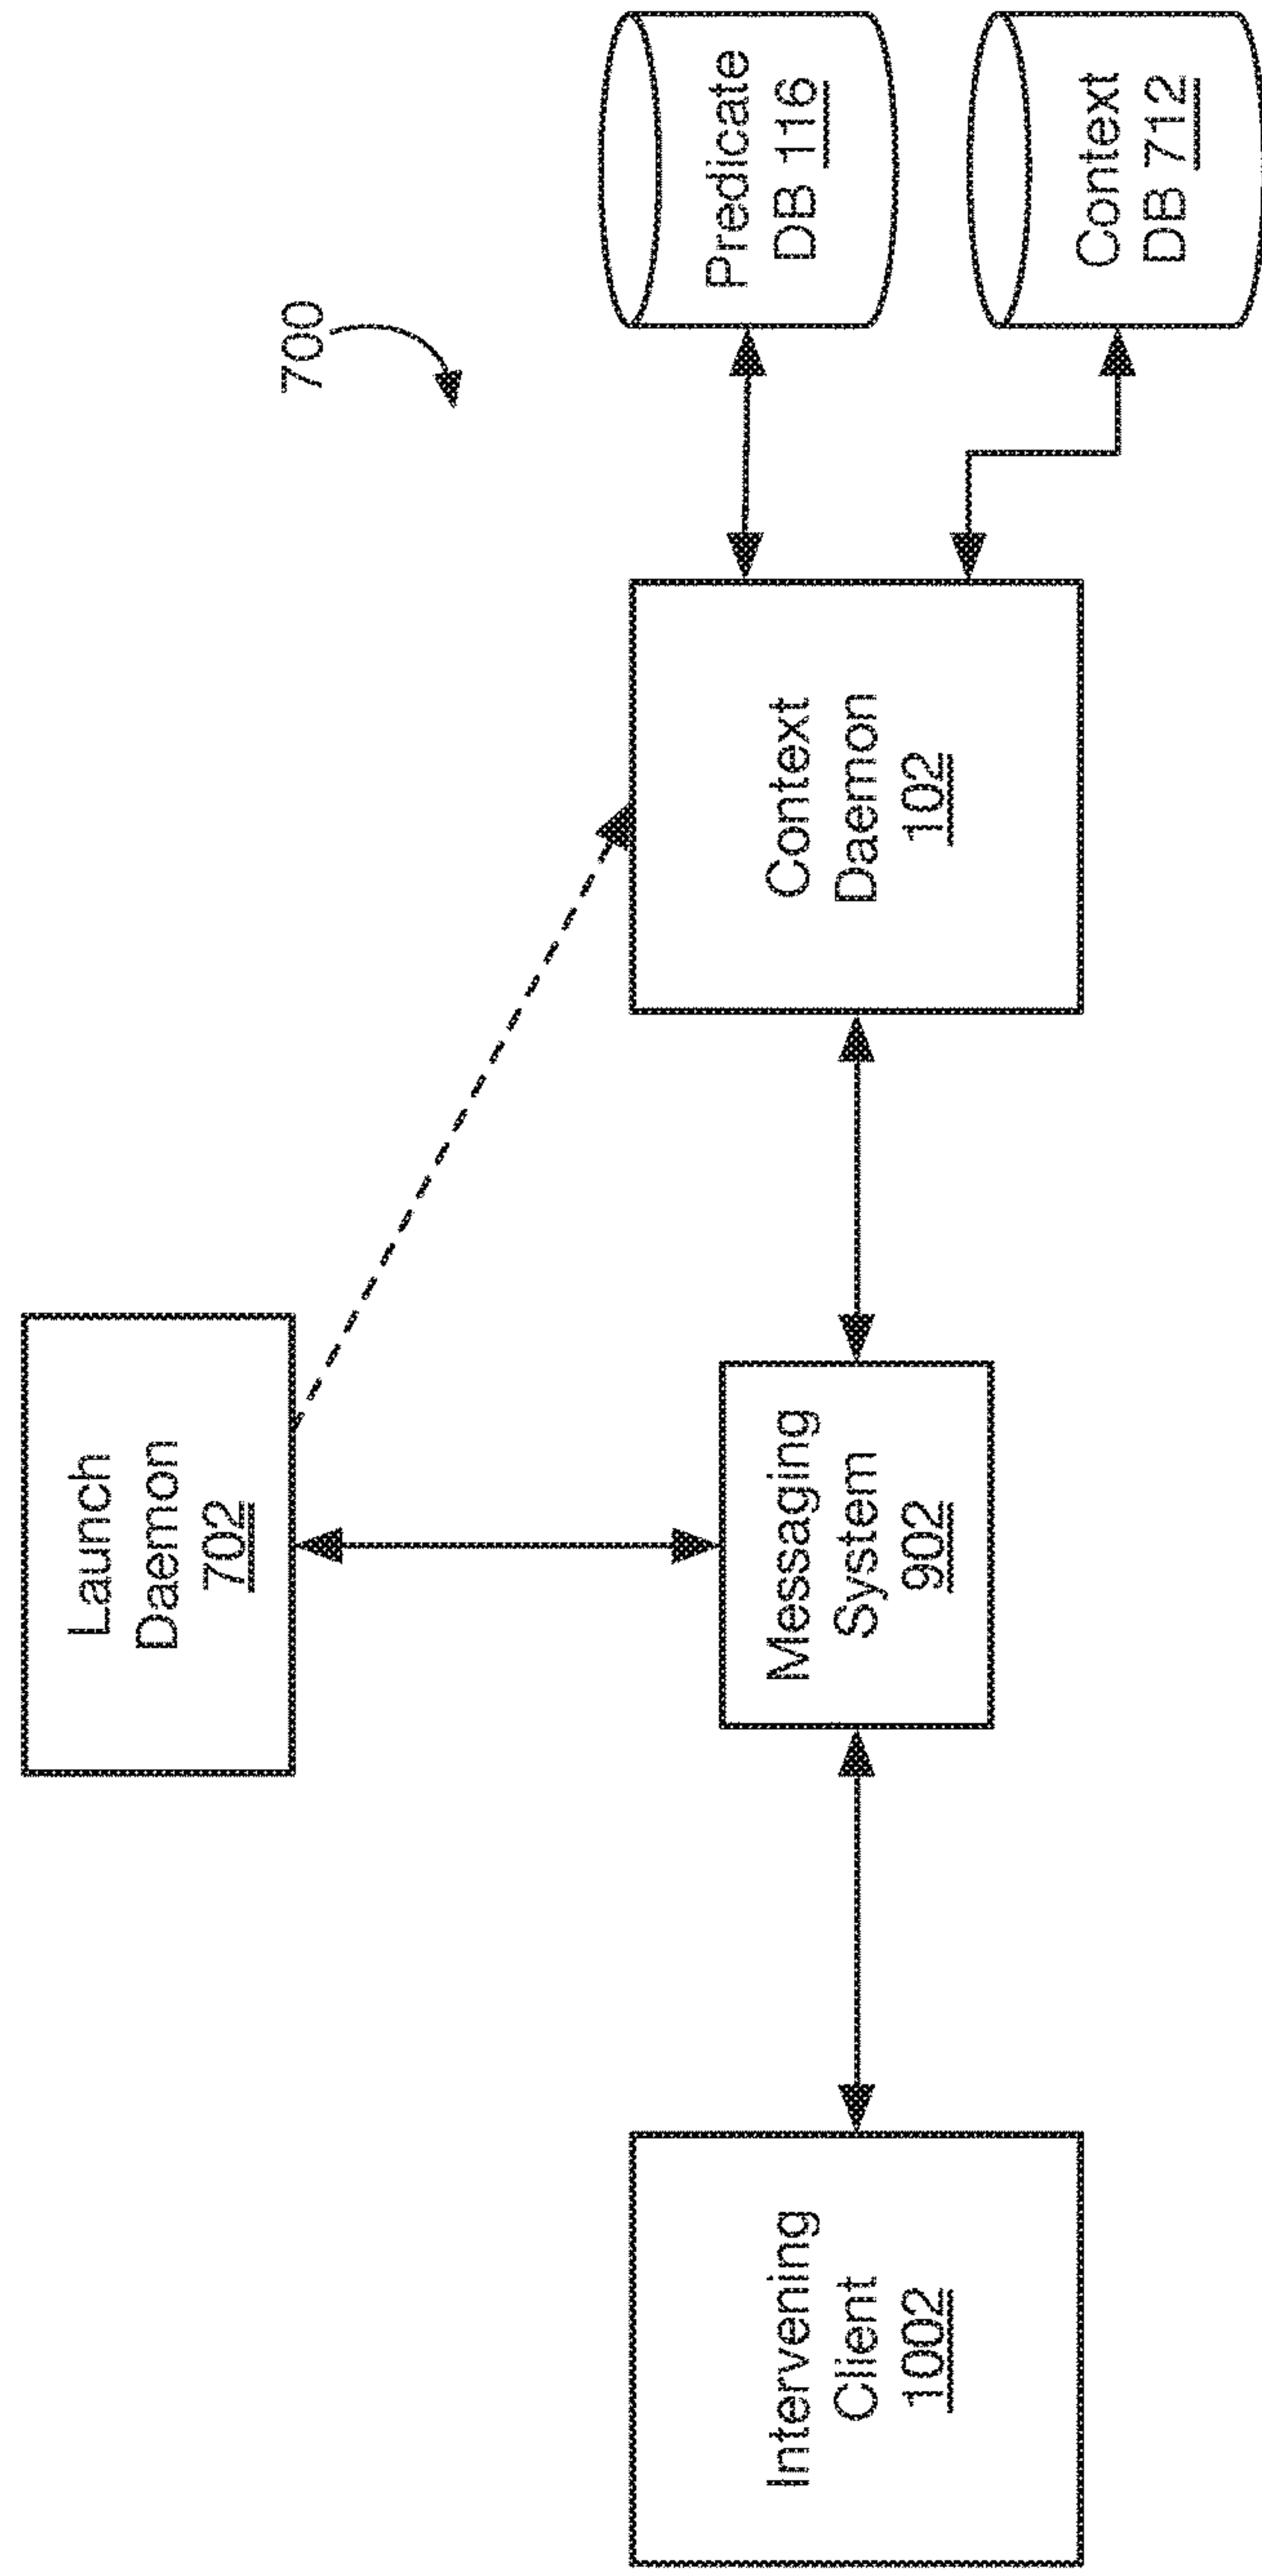 700
Launch
Daemon
702
Intervening
Client
1002
Messaging
System
902
Context
Daemon
102
Predicate
DB 116
Context
DB 712